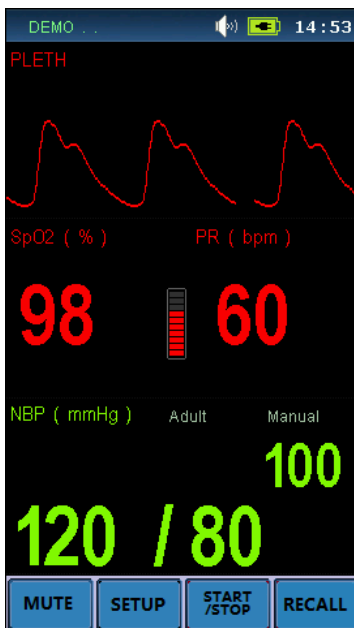 DEMO . . 14:53
PLETH
SpO2 ( % ) PR ( bpm )
98 60
NBP ( mmHg ) Adult Manual
100
120 / 80
MUTE SETUP START /STOP RECALL